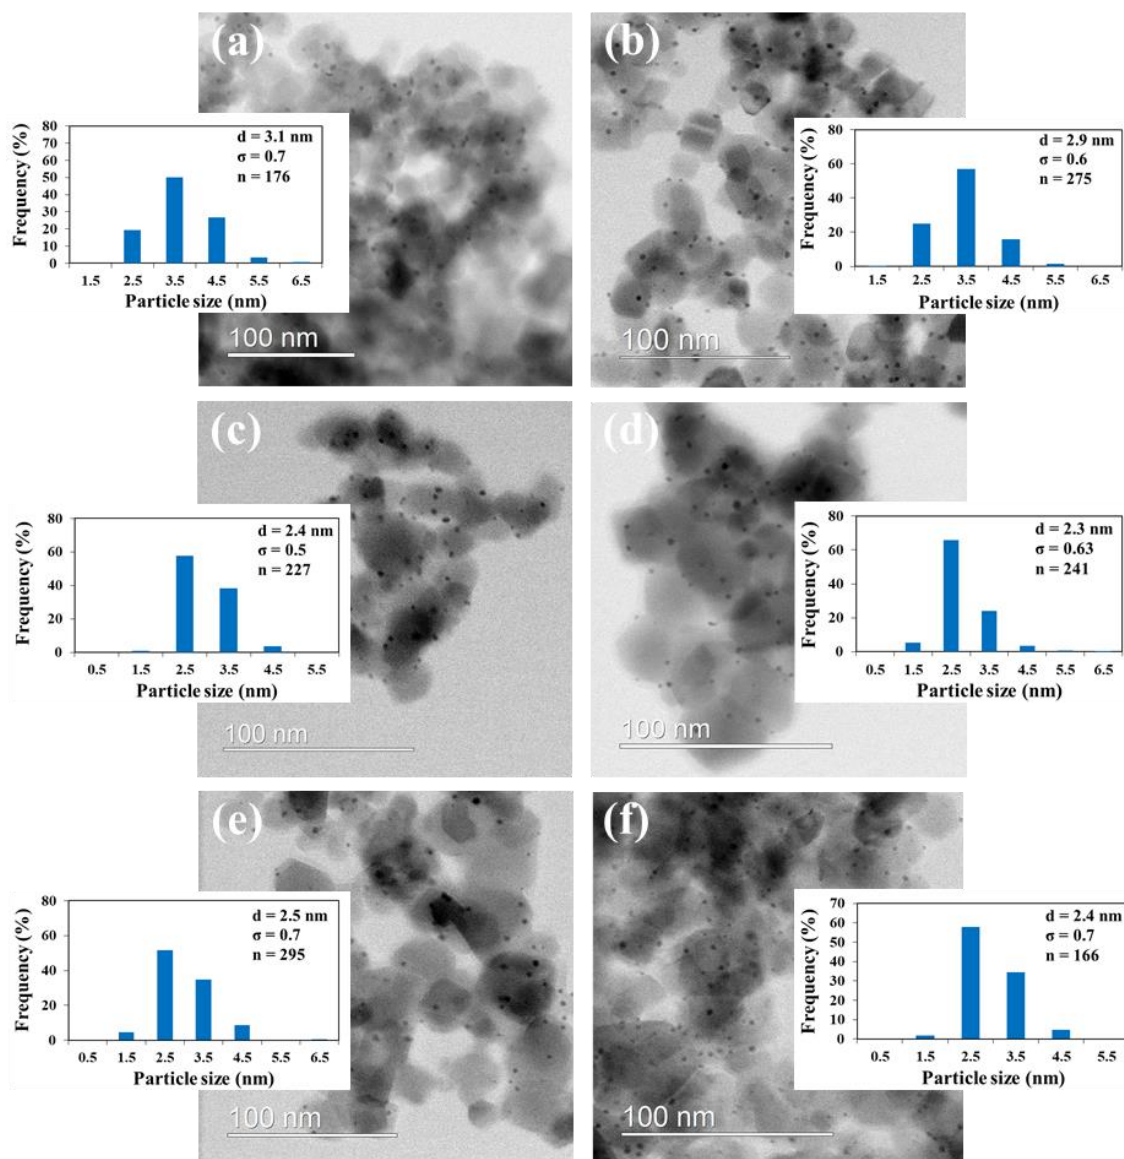 (a)
80
70
60
50
40
30
20
10
0
Frequency (%)
d = 3.1 nm
σ = 0.7
n = 176
1.5 2.5 3.5 4.5 5.5 6.5
Particle size (nm)
100 nm
(b)
80
60
40
20
0
Frequency (%)
d = 2.9 nm
σ = 0.6
n = 275
1.5 2.5 3.5 4.5 5.5 6.5
Particle size (nm)
100 nm
(c)
80
60
40
20
0
Frequency (%)
d = 2.4 nm
σ = 0.5
n = 227
0.5 1.5 2.5 3.5 4.5 5.5
Particle size (nm)
100 nm
(d)
80
60
40
20
0
Frequency (%)
d = 2.3 nm
σ = 0.63
n = 241
0.5 1.5 2.5 3.5 4.5 5.5 6.5
Particle size (nm)
100 nm
(e)
80
60
40
20
0
Frequency (%)
d = 2.5 nm
σ = 0.7
n = 295
0.5 1.5 2.5 3.5 4.5 5.5 6.5
Particle size (nm)
100 nm
(f)
70
60
50
40
30
20
10
0
Frequency (%)
d = 2.4 nm
σ = 0.7
n = 166
0.5 1.5 2.5 3.5 4.5 5.5
Particle size (nm)
100 nm